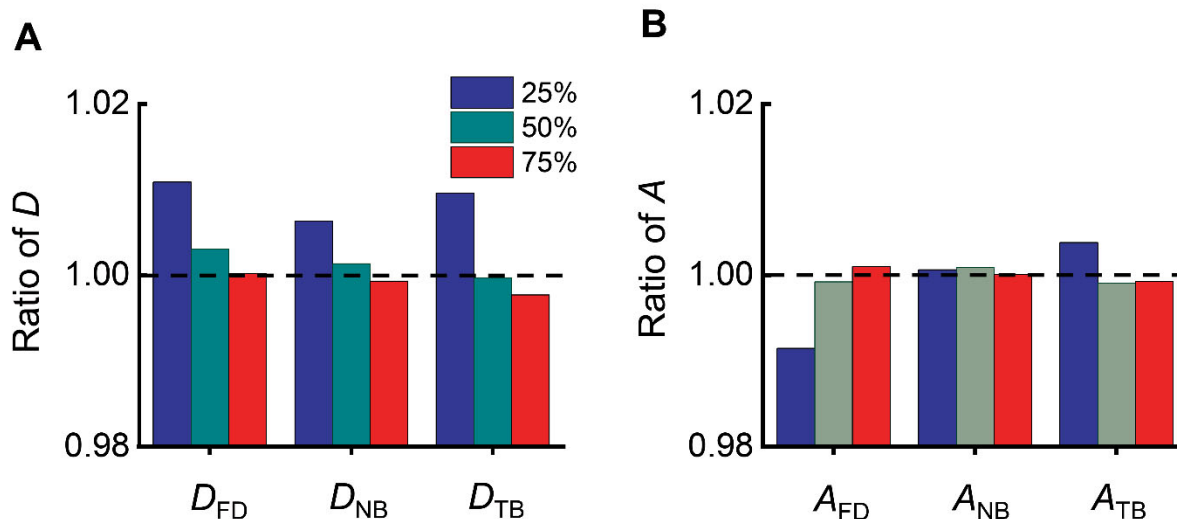 A
Ratio of D
1.02
1.00
0.98
25%
50%
75%
DFD
DNB
DTB
B
Ratio of A
1.02
1.00
0.98
AFD
ANB
ATB